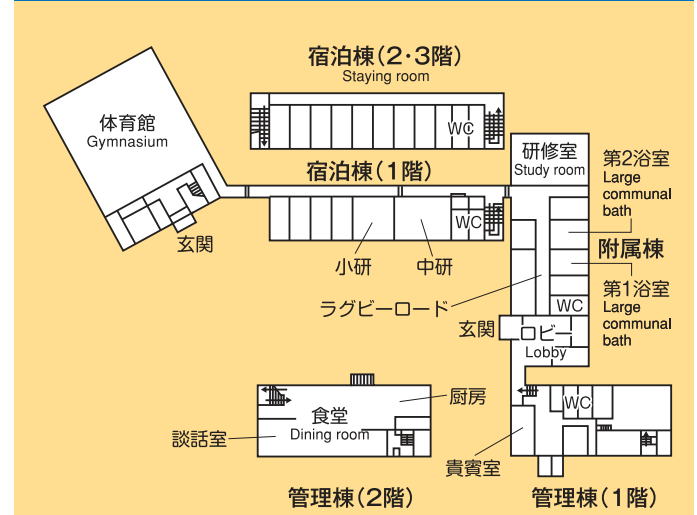 宿泊棟(2・3階)
Staying room
体育館
Gymnasium
WC
研修室
Study room
第2浴室
Large
communal
bath
宿泊棟(1階)
WC
玄関
小研
中研
附属棟
ラグビーロード
第1浴室
Large
communal
bath
WC
玄関
ロビー
Lobby
厨房
WC
食堂
Dining room
談話室
貴賓室
管理棟(2階)
管理棟(1階)